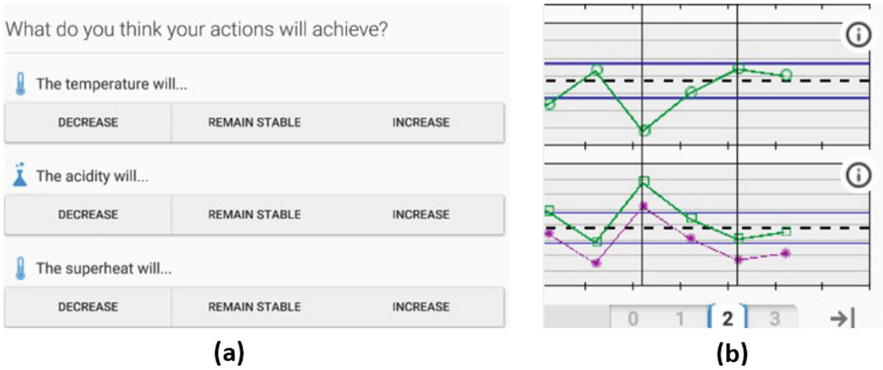 What do you think your actions will achieve?
The temperature will...
DECREASE REMAIN STABLE INCREASE
The acidity will...
DECREASE REMAIN STABLE INCREASE
The superheat will...
DECREASE REMAIN STABLE INCREASE
(a)
i
i
0 1 2 3
(b)